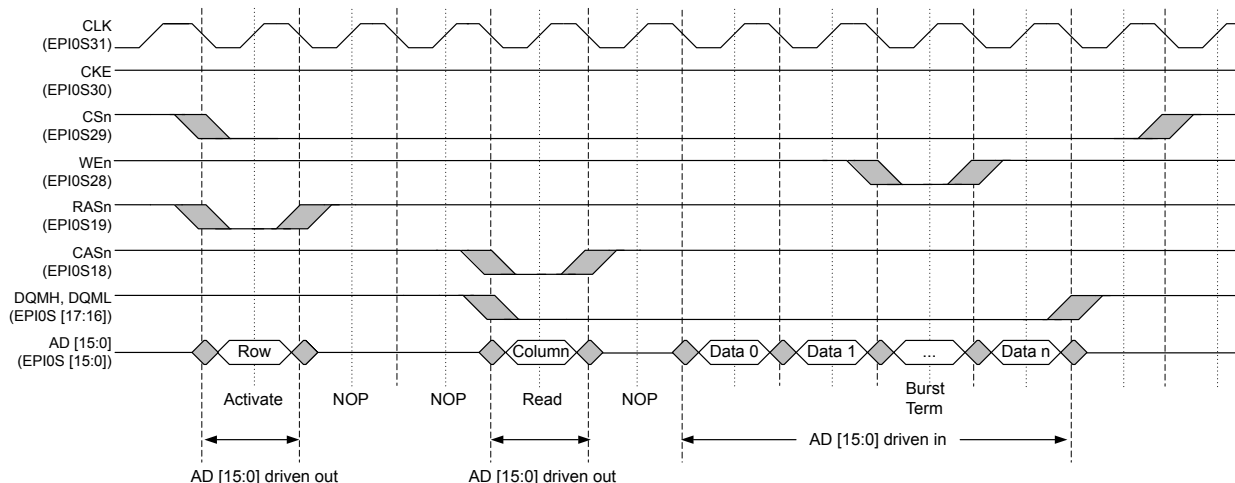 CLK
(EPI0S31)
CKE
(EPI0S30)
CSn
(EPI0S29)
WEn
(EPI0S28)
RASn
(EPI0S19)
CASn
(EPI0S18)
DQMH, DQML
(EPI0S [17:16])
AD [15:0]
(EPI0S [15:0])
Row
Column
Data 0
Data 1
...
Data n
Activate
NOP
NOP
Read
NOP
Burst
Term
AD [15:0] driven in
AD [15:0] driven out
AD [15:0] driven out